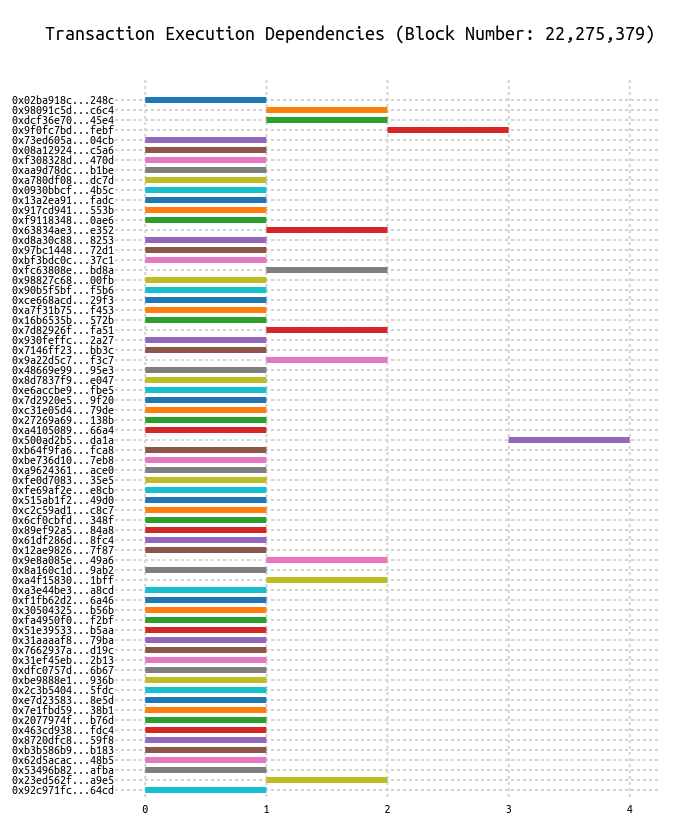 Transaction Execution Dependencies (Block Number: 22,275,379)
0x02ba918c...248c
0x98091c5d...c6c4
0xdcf36e70...45e4
0x9f0fc7bd...febf
0x73ed605a...04cb
0x08a12924...c5a6
0xf308328d...470d
0xaa9d78dc...b1be
0xa780df08...dc7d
0x0930bbcf...4b5c
0x13a2ea91...fadc
0x917cd941...553b
0xf9118348...0ae6
0x63834ae3...e352
0xd8a30c88...8253
0x97bc1448...72d1
0xbf3bdc0c...37c1
0xfc63808e...bd8a
0x98827c68...00fb
0x90b5f5bf...f5b6
0xce668acd...29f3
0xa7f31b75...f453
0x16b6535b...572b
0x7d82926f...fa51
0x930feffc...2a27
0x7146ff23...bb3c
0x9a22d5c7...f3c7
0x48669e99...95e3
0x8d7837f9...e047
0xe6accbe9...fbe5
0x7d2920e5...9f20
0xc31e05d4...79de
0x27269a69...138b
0xa4105089...66a4
0x500ad2b5...da1a
0xb64f9fa6...fca8
0xbe736d10...7eb8
0xa9624361...ace0
0xfe0d7083...35e5
0xfe69af2e...e8cb
0x515ab1f2...49d0
0xc2c59ad1...c8c7
0x6cf0cbfd...348f
0x89ef92a5...84a8
0x61df286d...8fc4
0x12ae9826...7f87
0x9e8a085e...49a6
0x8a160c1d...9ab2
0xa4f15830...1bff
0xa3e44be3...a8cd
0xf1fb62d2...6a46
0x30504325...b56b
0xfa4950f0...f2bf
0x51e39533...b5aa
0x31aaaaf8...79ba
0x7662937a...d19c
0x31ef45eb...2b13
0xdfc0757d...6b67
0xbe9888e1...936b
0x2c3b5404...5fdc
0xe7d23583...8e5d
0x7e1fbd59...38b1
0x2077974f...b76d
0x463cd938...fdc4
0x8720dfc8...59f8
0xb3b586b9...b183
0x62d5acac...48b5
0x53496b82...afba
0x23ed562f...a9e5
0x92c971fc...64cd
0 1 2 3 4